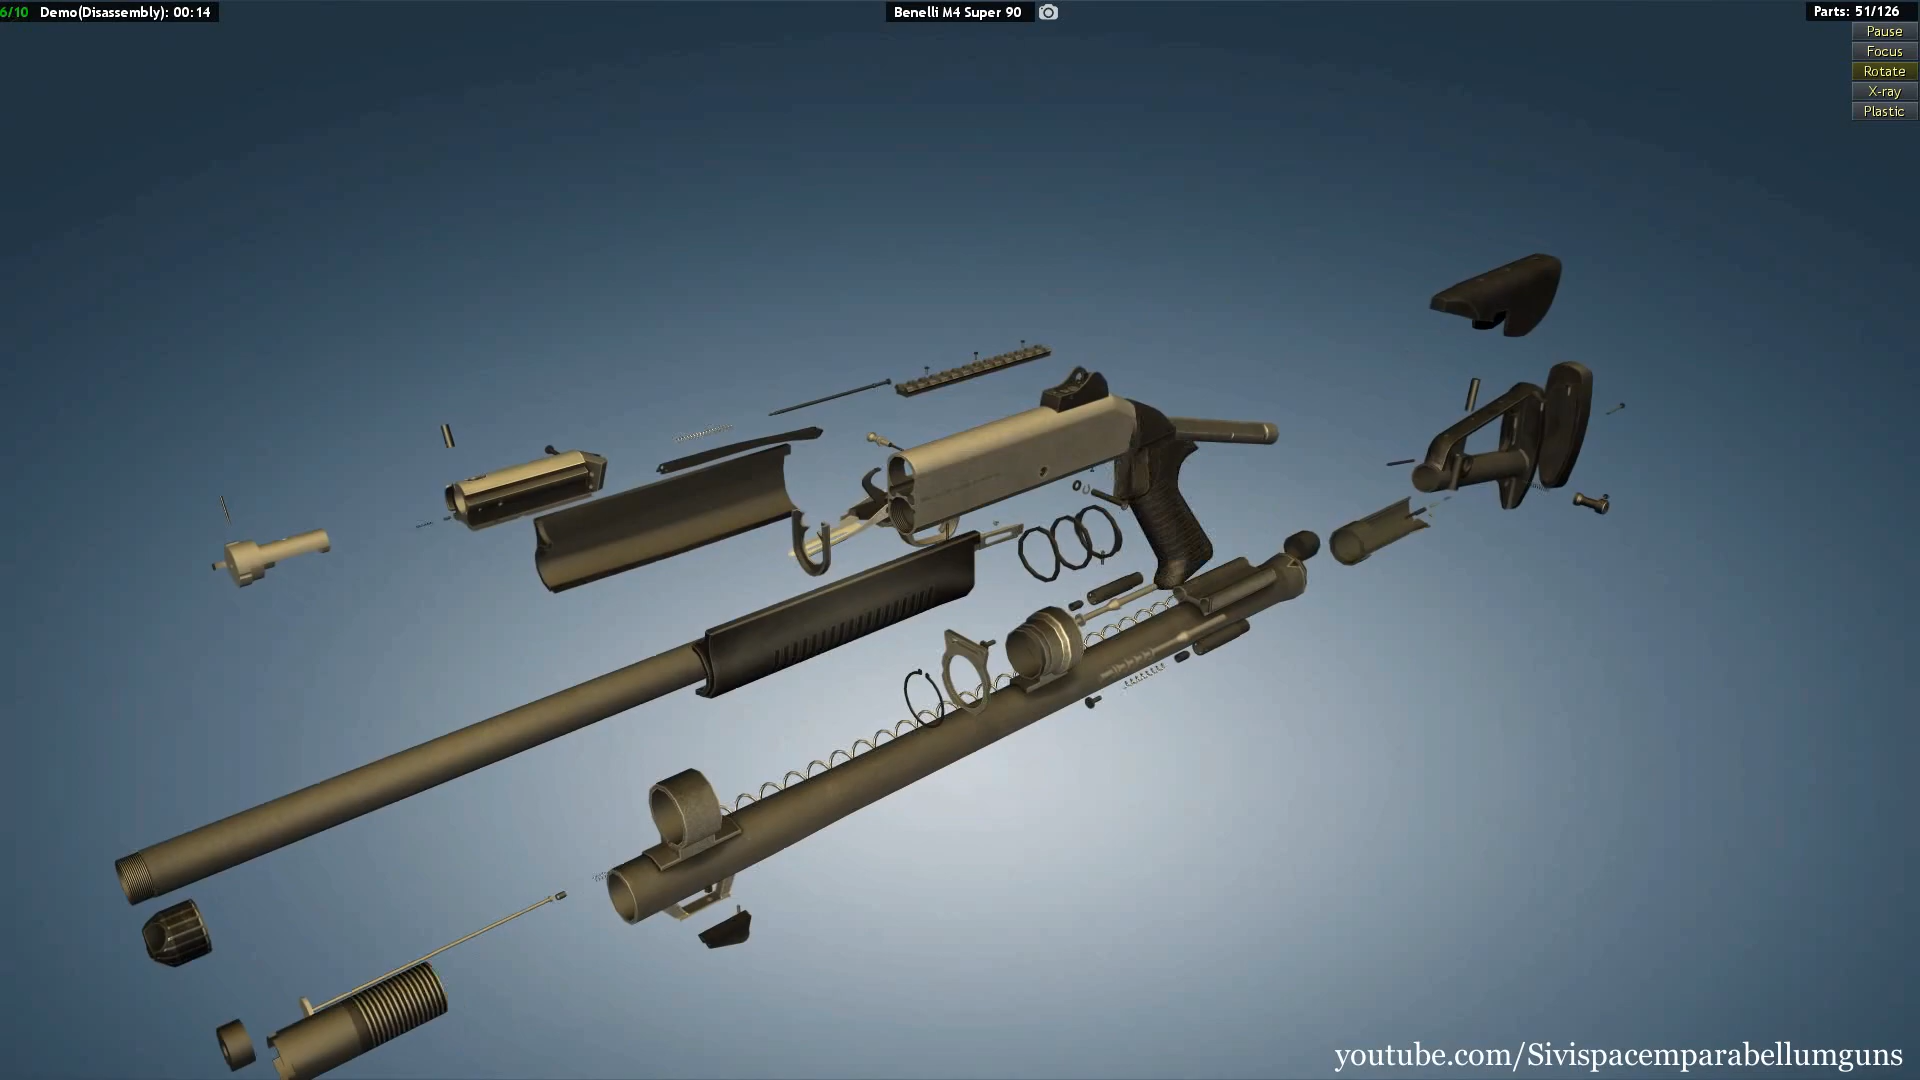 6/10 Demo(Disassembly): 00:14
Benelli M4 Super 90
Parts: 51/126
Pause
Focus
Rotate
X-ray
Plastic
youtube.com/Sivispacemparabellumguns